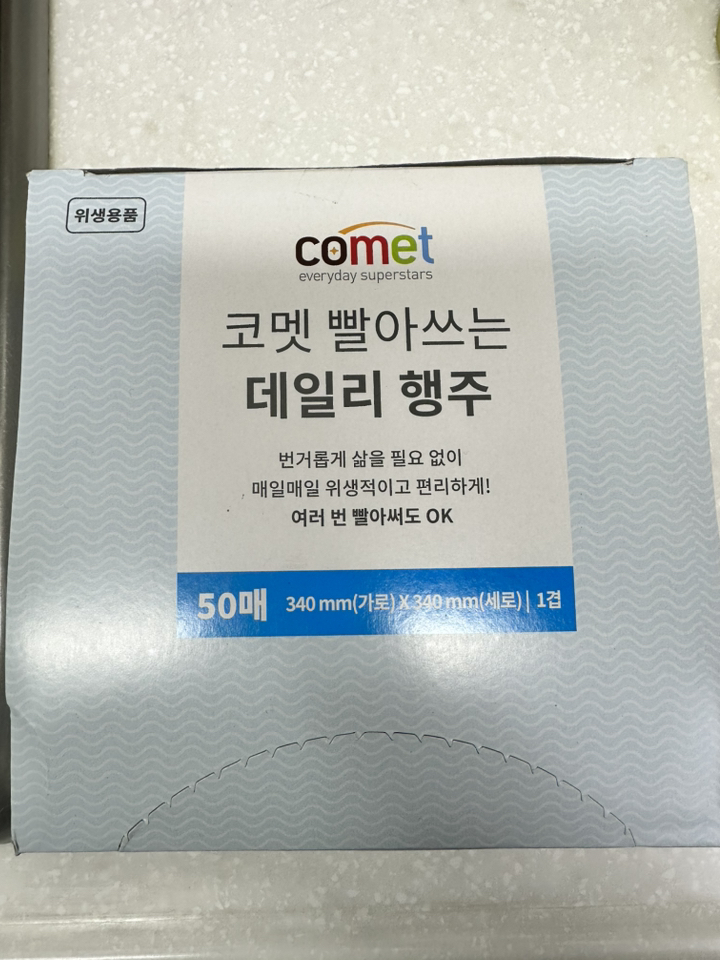 위생용품
comet
everyday superstars
코멧 빨아쓰는
데일리 행주
번거롭게 삶을 필요 없이
매일매일 위생적이고 편리하게!
여러 번 빨아써도 OK
50매 340 mm(가로) X 340 mm(세로) | 1겹